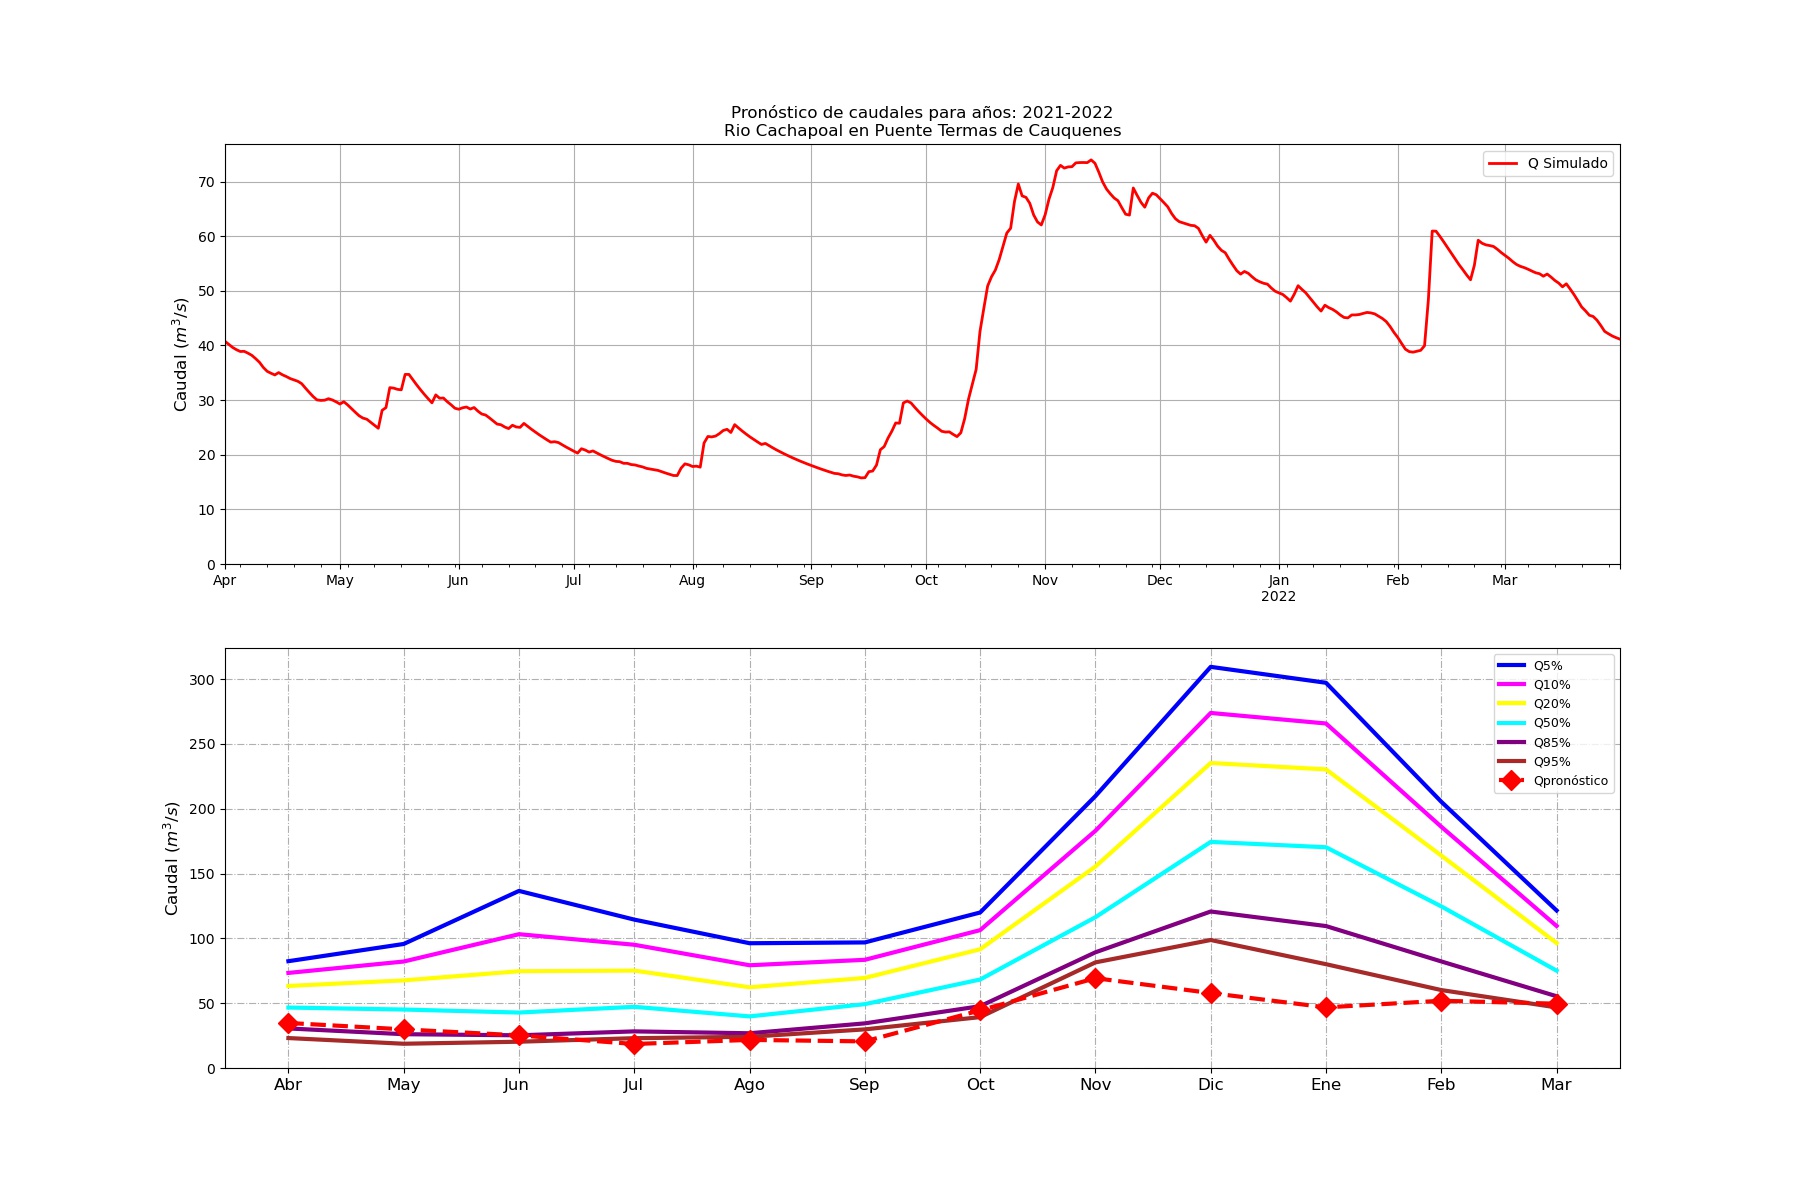 Pronóstico de caudales para años: 2021-2022
Rio Cachapoal en Puente Termas de Cauquenes
Caudal (m³/s)
70
60
50
40
30
20
10
0
Q Simulado
Apr May Jun Jul Aug Sep Oct Nov Dec Jan Feb Mar
2022
Caudal (m³/s)
300
250
200
150
100
50
0
Q5%
Q10%
Q20%
Q50%
Q85%
Q95%
Qpronóstico
Abr May Jun Jul Ago Sep Oct Nov Dic Ene Feb Mar